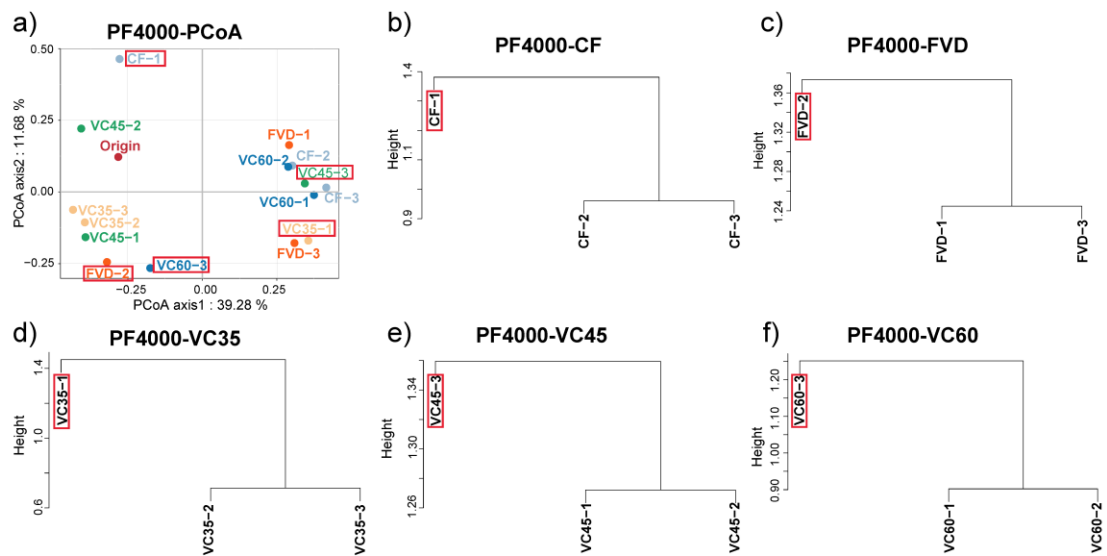 a)
PF4000-PCoA
0.50
0.25
0.00
−0.25
PCoA axis2 : 11.68 %
CF−1
VC45−2
Origin
FVD−1
VC60−2
CF−2
VC45−3
CF−3
VC60−1
VC35−3
VC35−2
VC45−1
VC35−1
FVD−3
FVD−2
VC60−3
−0.25
0.00
0.25
PCoA axis1 : 39.28 %
b)
PF4000-CF
Height
1.4
1.1
0.9
CF−1
CF−2
CF−3
c)
PF4000-FVD
Height
1.36
1.32
1.28
1.24
FVD−2
FVD−1
FVD−3
d)
PF4000-VC35
Height
1.4
1.0
0.6
VC35−1
VC35−2
VC35−3
e)
PF4000-VC45
Height
1.34
1.30
1.26
VC45−3
VC45−1
VC45−2
f)
PF4000-VC60
Height
1.20
1.10
1.00
0.90
VC60−3
VC60−1
VC60−2